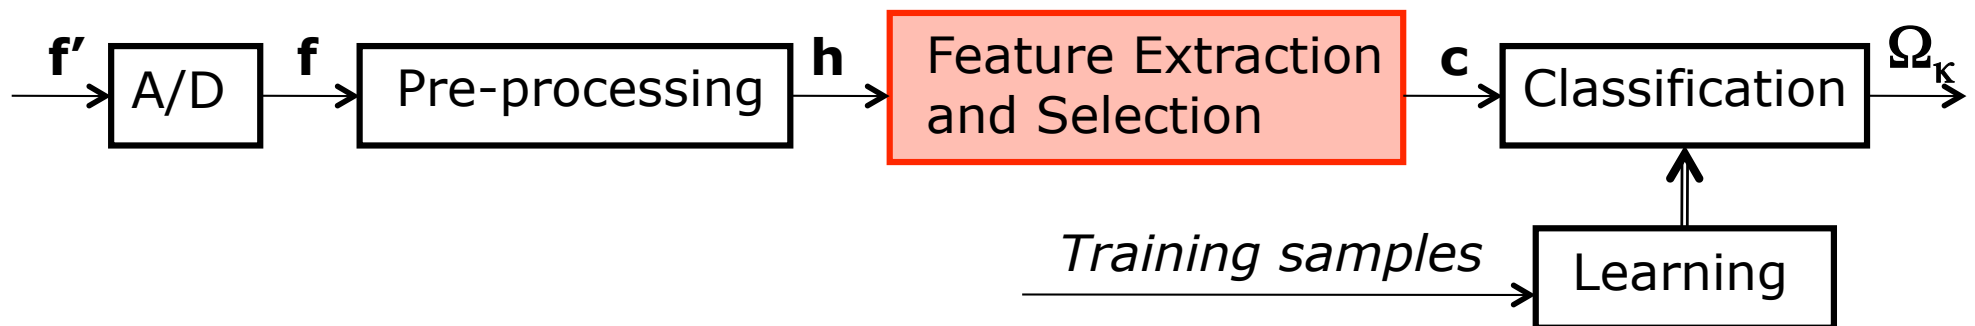 f′
A/D
f
Pre-processing
h
Feature Extraction
and Selection
c
Classification
Ωκ
Training samples
Learning